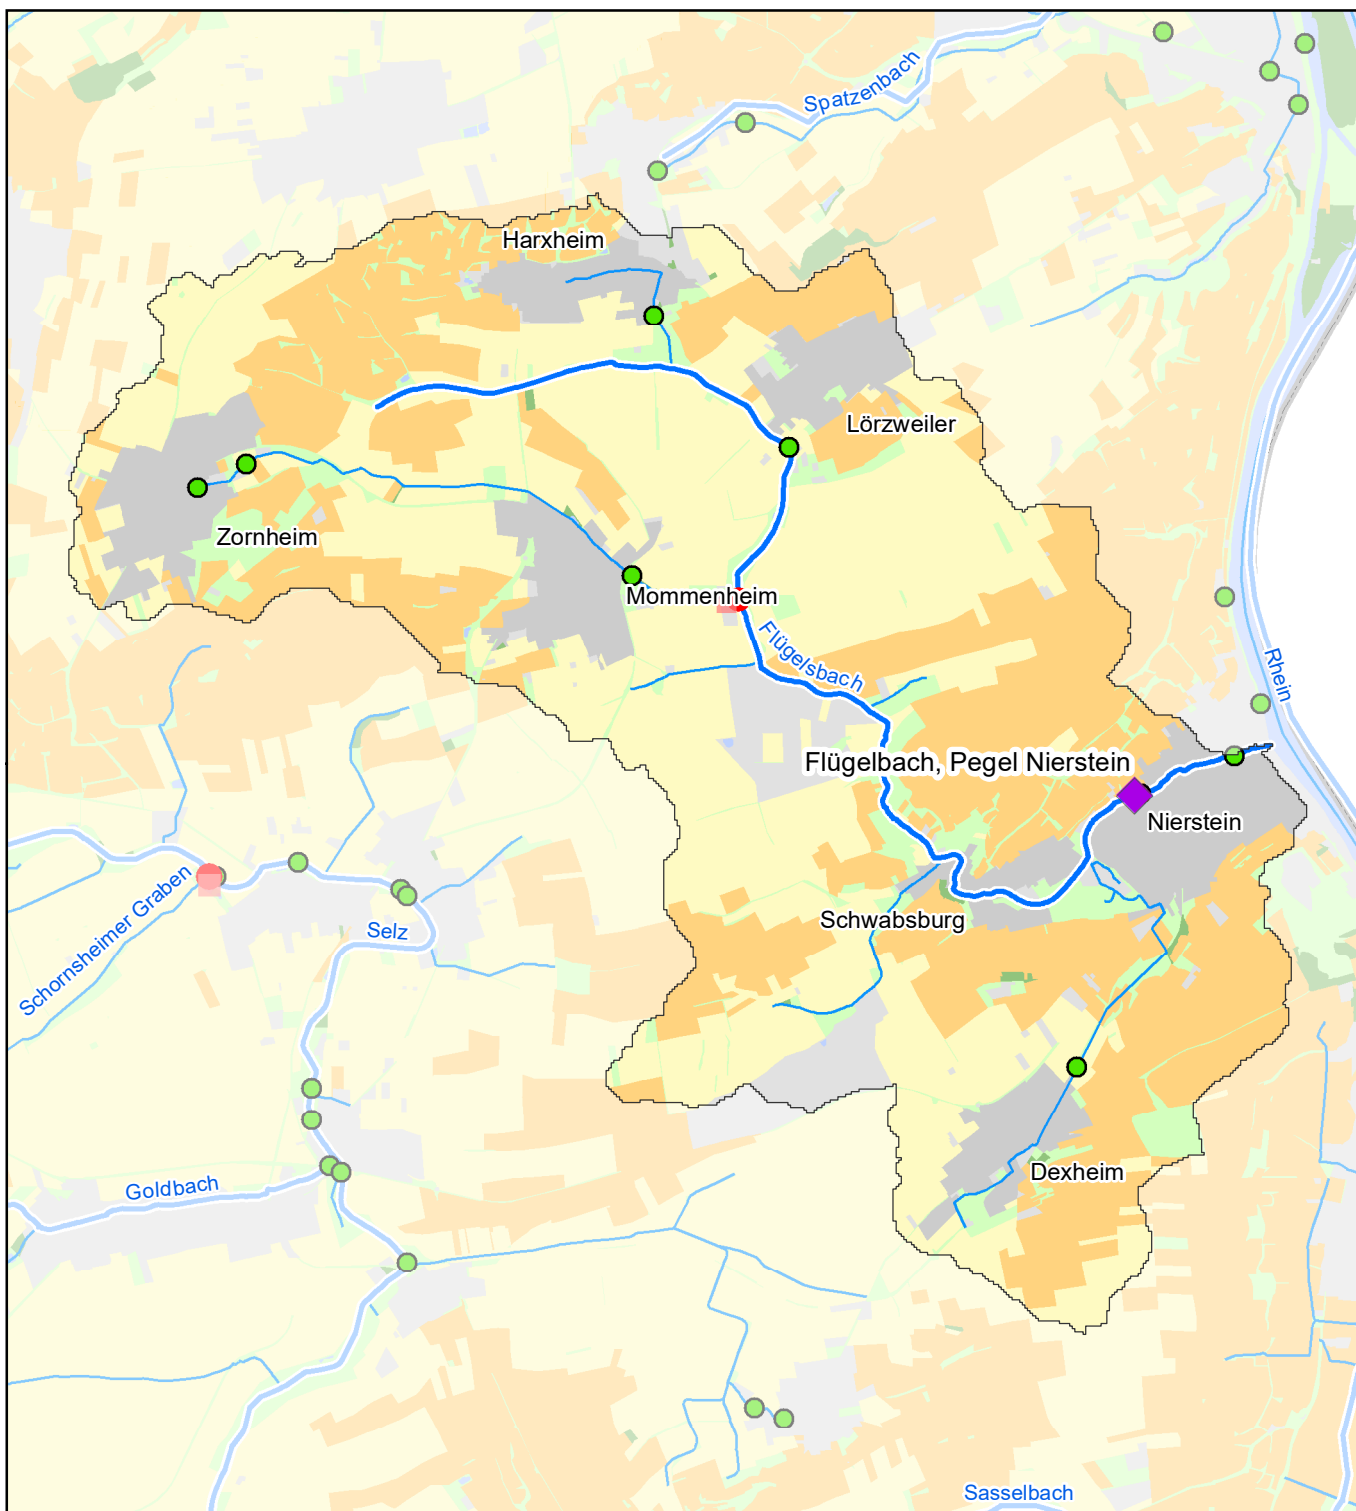 Spatzenbach
Harxheim
Lörzweiler
Zornheim
Mommenheim
Flügelsbach
Rhein
Flügelbach, Pegel Nierstein
Nierstein
Schornsheimer Graben
Selz
Schwabsburg
Dexheim
Goldbach
Sasselbach